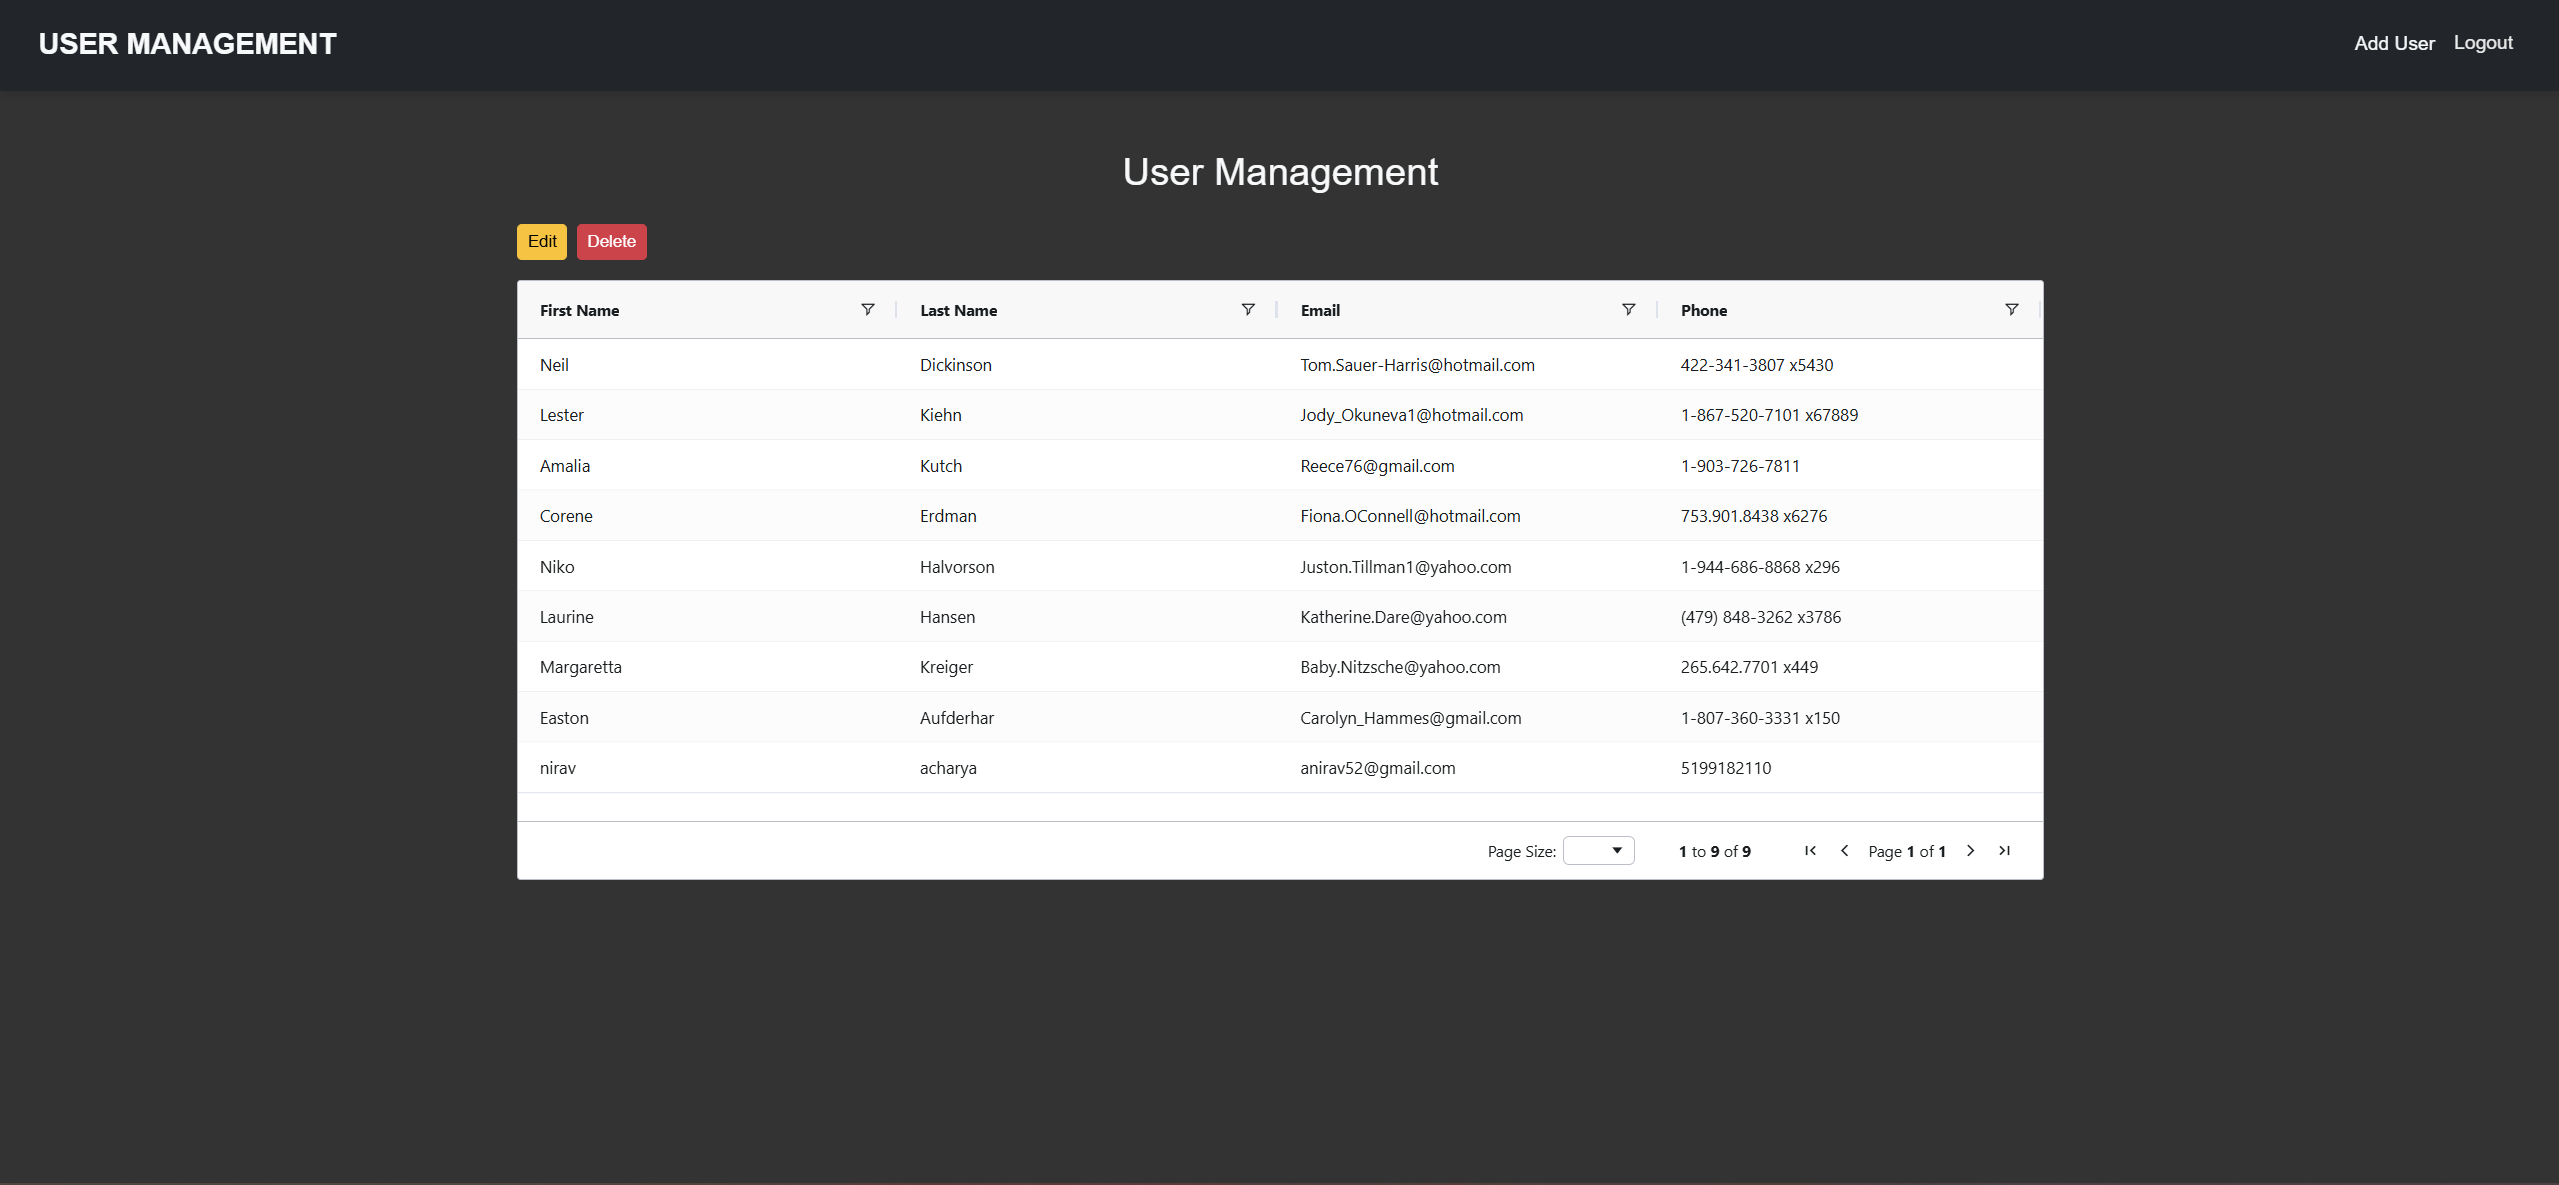 USER MANAGEMENT Add User Logout
User Management
Edit Delete
First Name Last Name Email Phone
Neil Dickinson Tom.Sauer-Harris@hotmail.com 422-341-3807 x5430
Lester Kiehn Jody_Okuneva1@hotmail.com 1-867-520-7101 x67889
Amalia Kutch Reece76@gmail.com 1-903-726-7811
Corene Erdman Fiona.OConnell@hotmail.com 753.901.8438 x6276
Niko Halvorson Juston.Tillman1@yahoo.com 1-944-686-8868 x296
Laurine Hansen Katherine.Dare@yahoo.com (479) 848-3262 x3786
Margaretta Kreiger Baby.Nitzsche@yahoo.com 265.642.7701 x449
Easton Aufderhar Carolyn_Hammes@gmail.com 1-807-360-3331 x150
nirav acharya anirav52@gmail.com 5199182110
Page Size: 1 to 9 of 9 Page 1 of 1